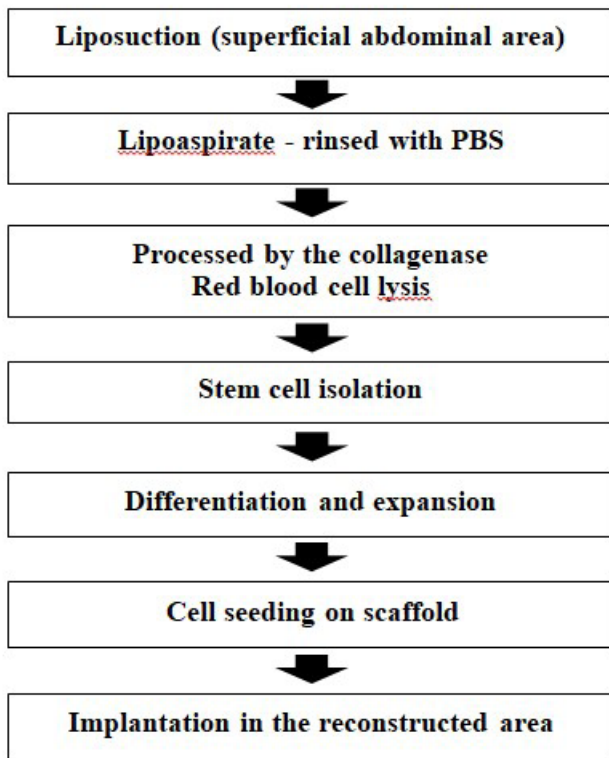 Liposuction (superficial abdominal area)
Lipoaspirate - rinsed with PBS
Processed by the collagenase
Red blood cell lysis
Stem cell isolation
Differentiation and expansion
Cell seeding on scaffold
Implantation in the reconstructed area